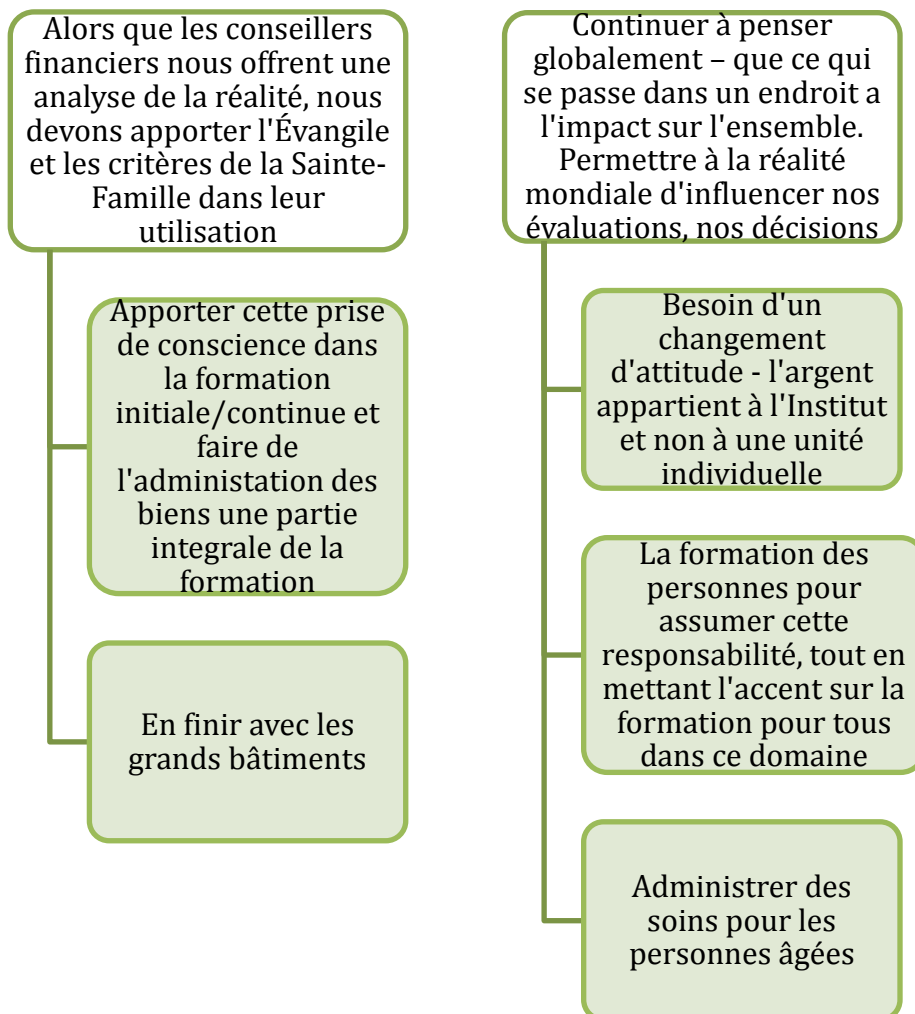 Alors que les conseillers
financiers nous offrent une
analyse de la réalité, nous
devons apporter l'Évangile
et les critères de la Sainte-
Famille dans leur
utilisation
Apporter cette prise
de conscience dans
la formation
initiale/continue et
faire de
l'administation des
biens une partie
integrale de la
formation
En finir avec les
grands bâtiments
Continuer à penser
globalement – que ce qui
se passe dans un endroit a
l'impact sur l'ensemble.
Permettre à la réalité
mondiale d'influencer nos
évaluations, nos décisions
Besoin d'un
changement
d'attitude - l'argent
appartient à l'Institut
et non à une unité
individuelle
La formation des
personnes pour
assumer cette
responsabilité, tout en
mettant l'accent sur la
formation pour tous
dans ce domaine
Administrer des
soins pour les
personnes âgées